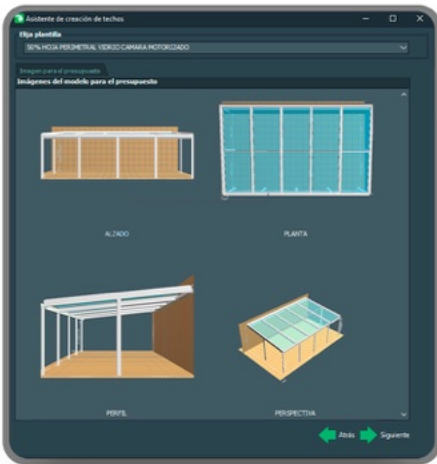 Asistente de creación de techos
Elija plantilla
50% HOJA PERIMETRAL VIDRIO CAMARA MOTORIZADO
Imagen para el presupuesto
Imágenes del modelo para el presupuesto
ALZADO
PLANTA
PERFIL
PERSPECTIVA
Atrás
Siguiente